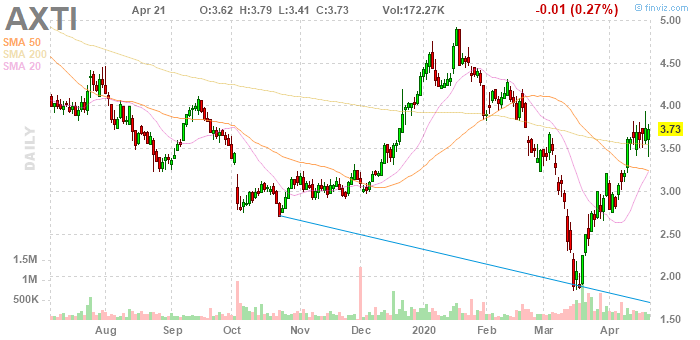 AXTI Apr 21 O:3.62 H:3.79 L:3.41 C:3.73 Vol:172.27K -0.01 (0.27%) © finviz.com
SMA 50
SMA 200
SMA 20
DAILY
5.00
4.50
4.00
3.73
3.50
3.00
2.50
2.00
1.50
1.5M
1M
500K
Aug Sep Oct Nov Dec 2020 Feb Mar Apr